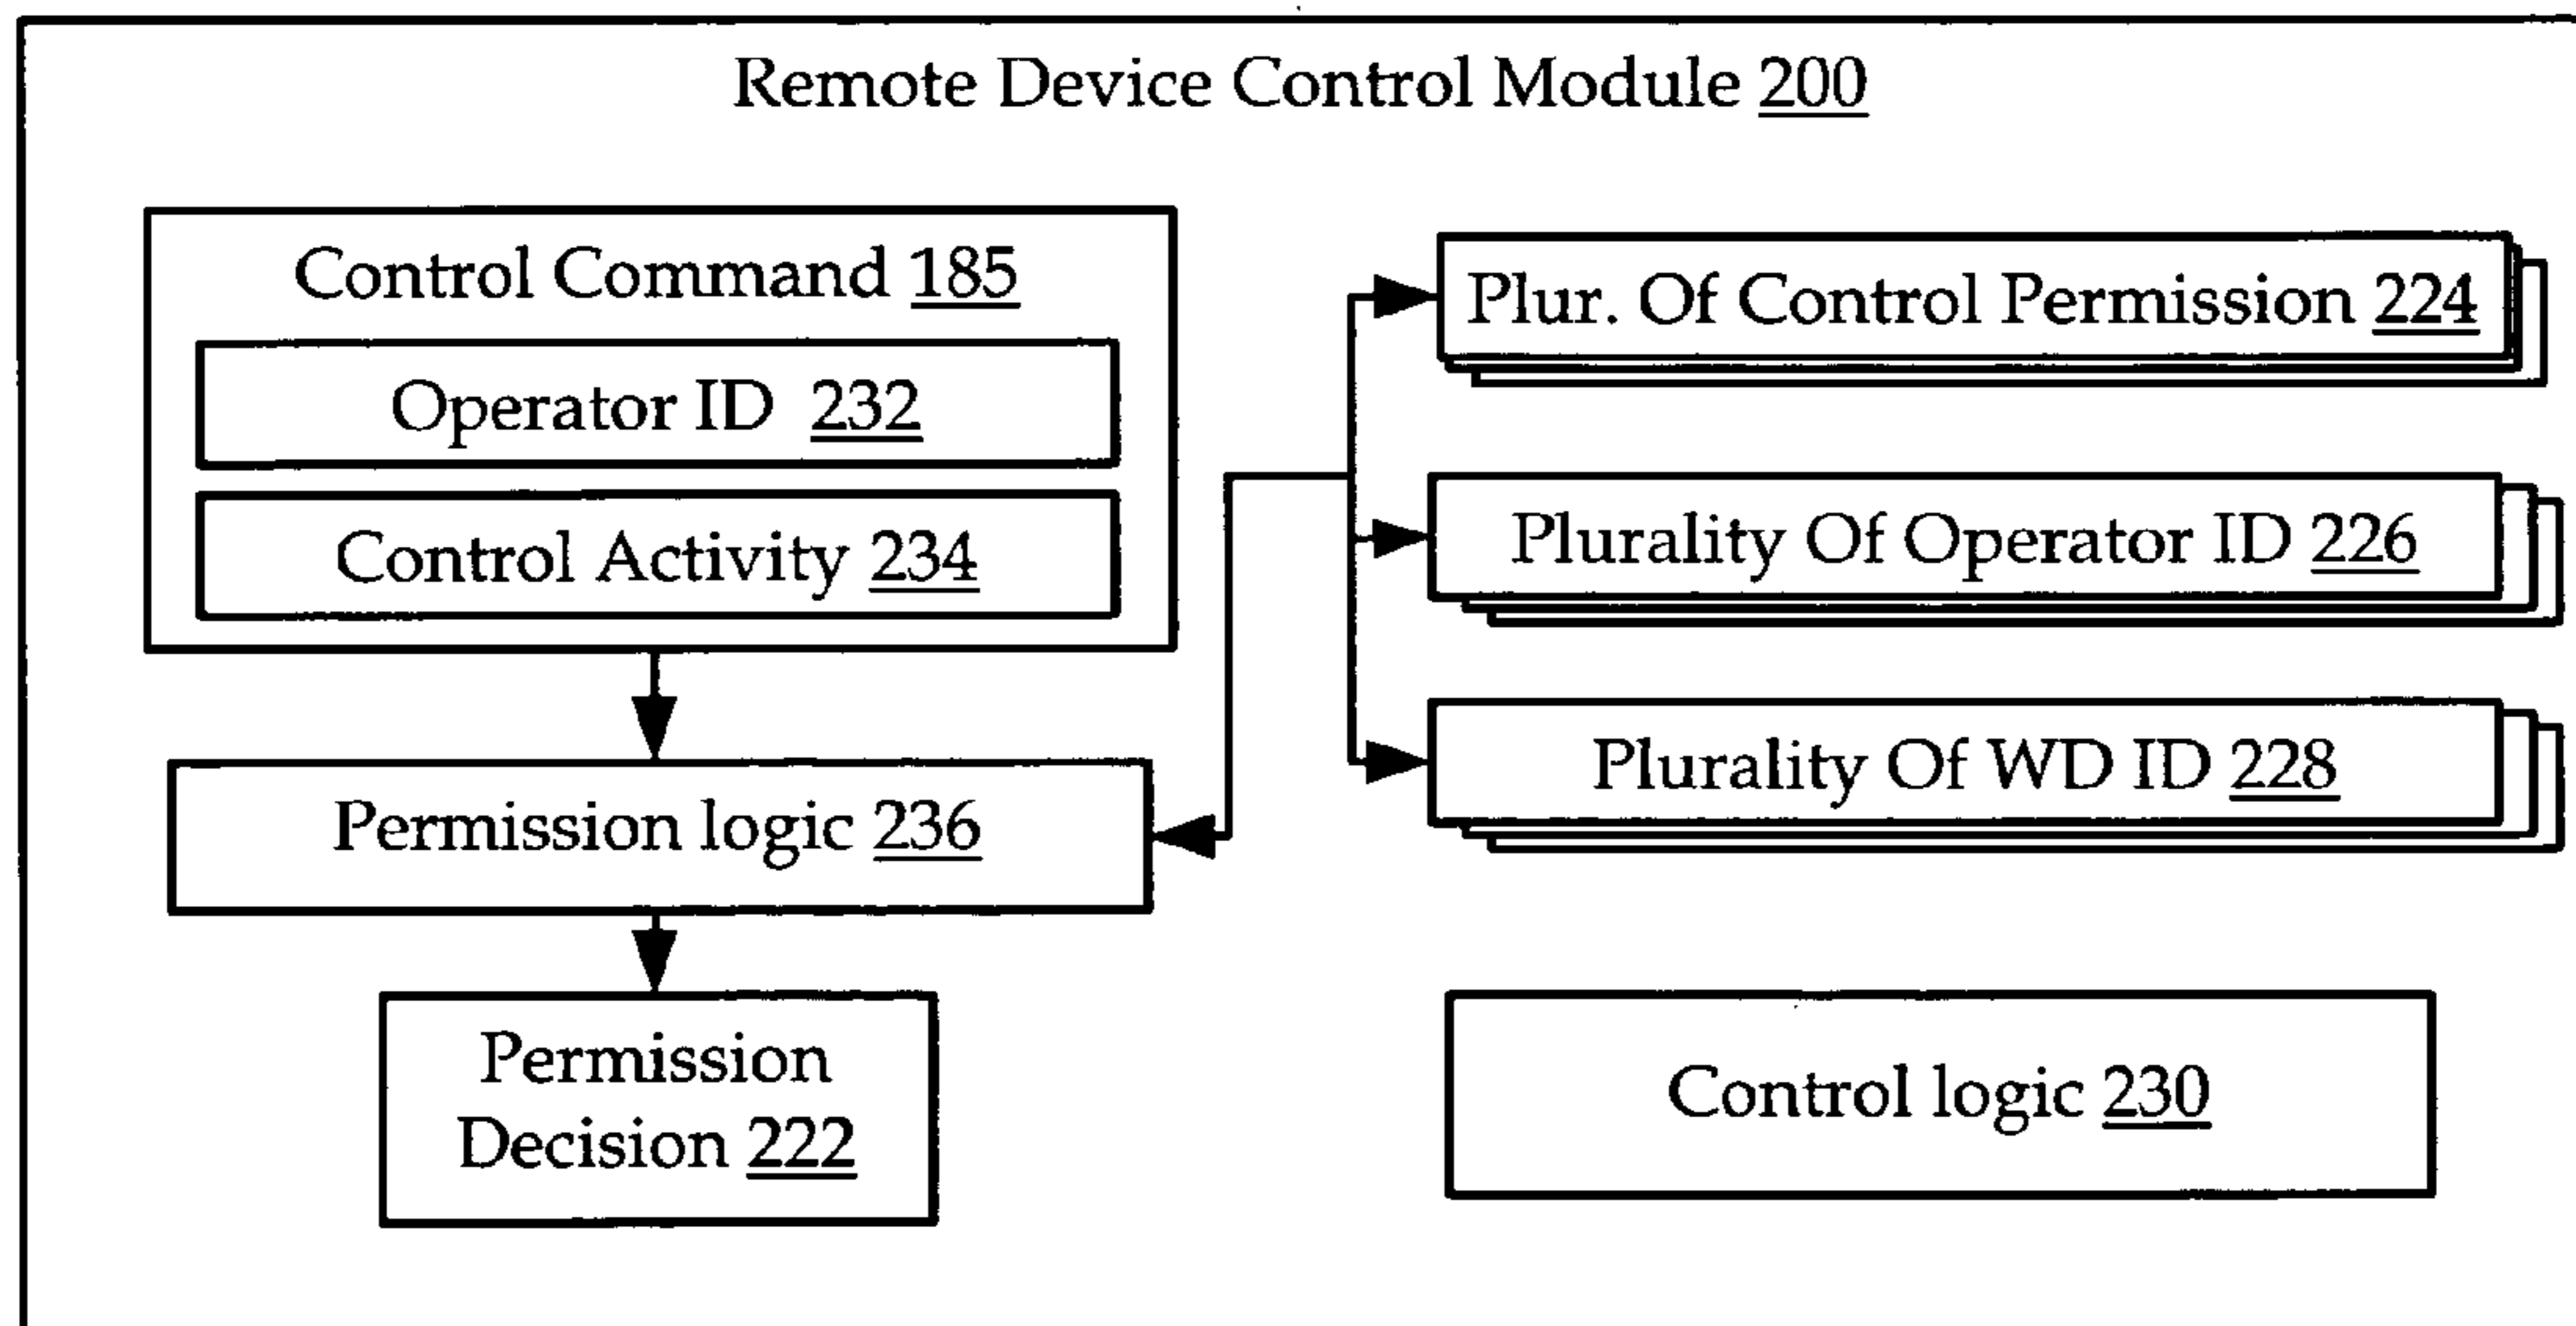 Remote Device Control Module 200
Control Command 185
Operator ID 232
Control Activity 234
Permission logic 236
Permission
Decision 222
Plur. Of Control Permission 224
Plurality Of Operator ID 226
Plurality Of WD ID 228
Control logic 230